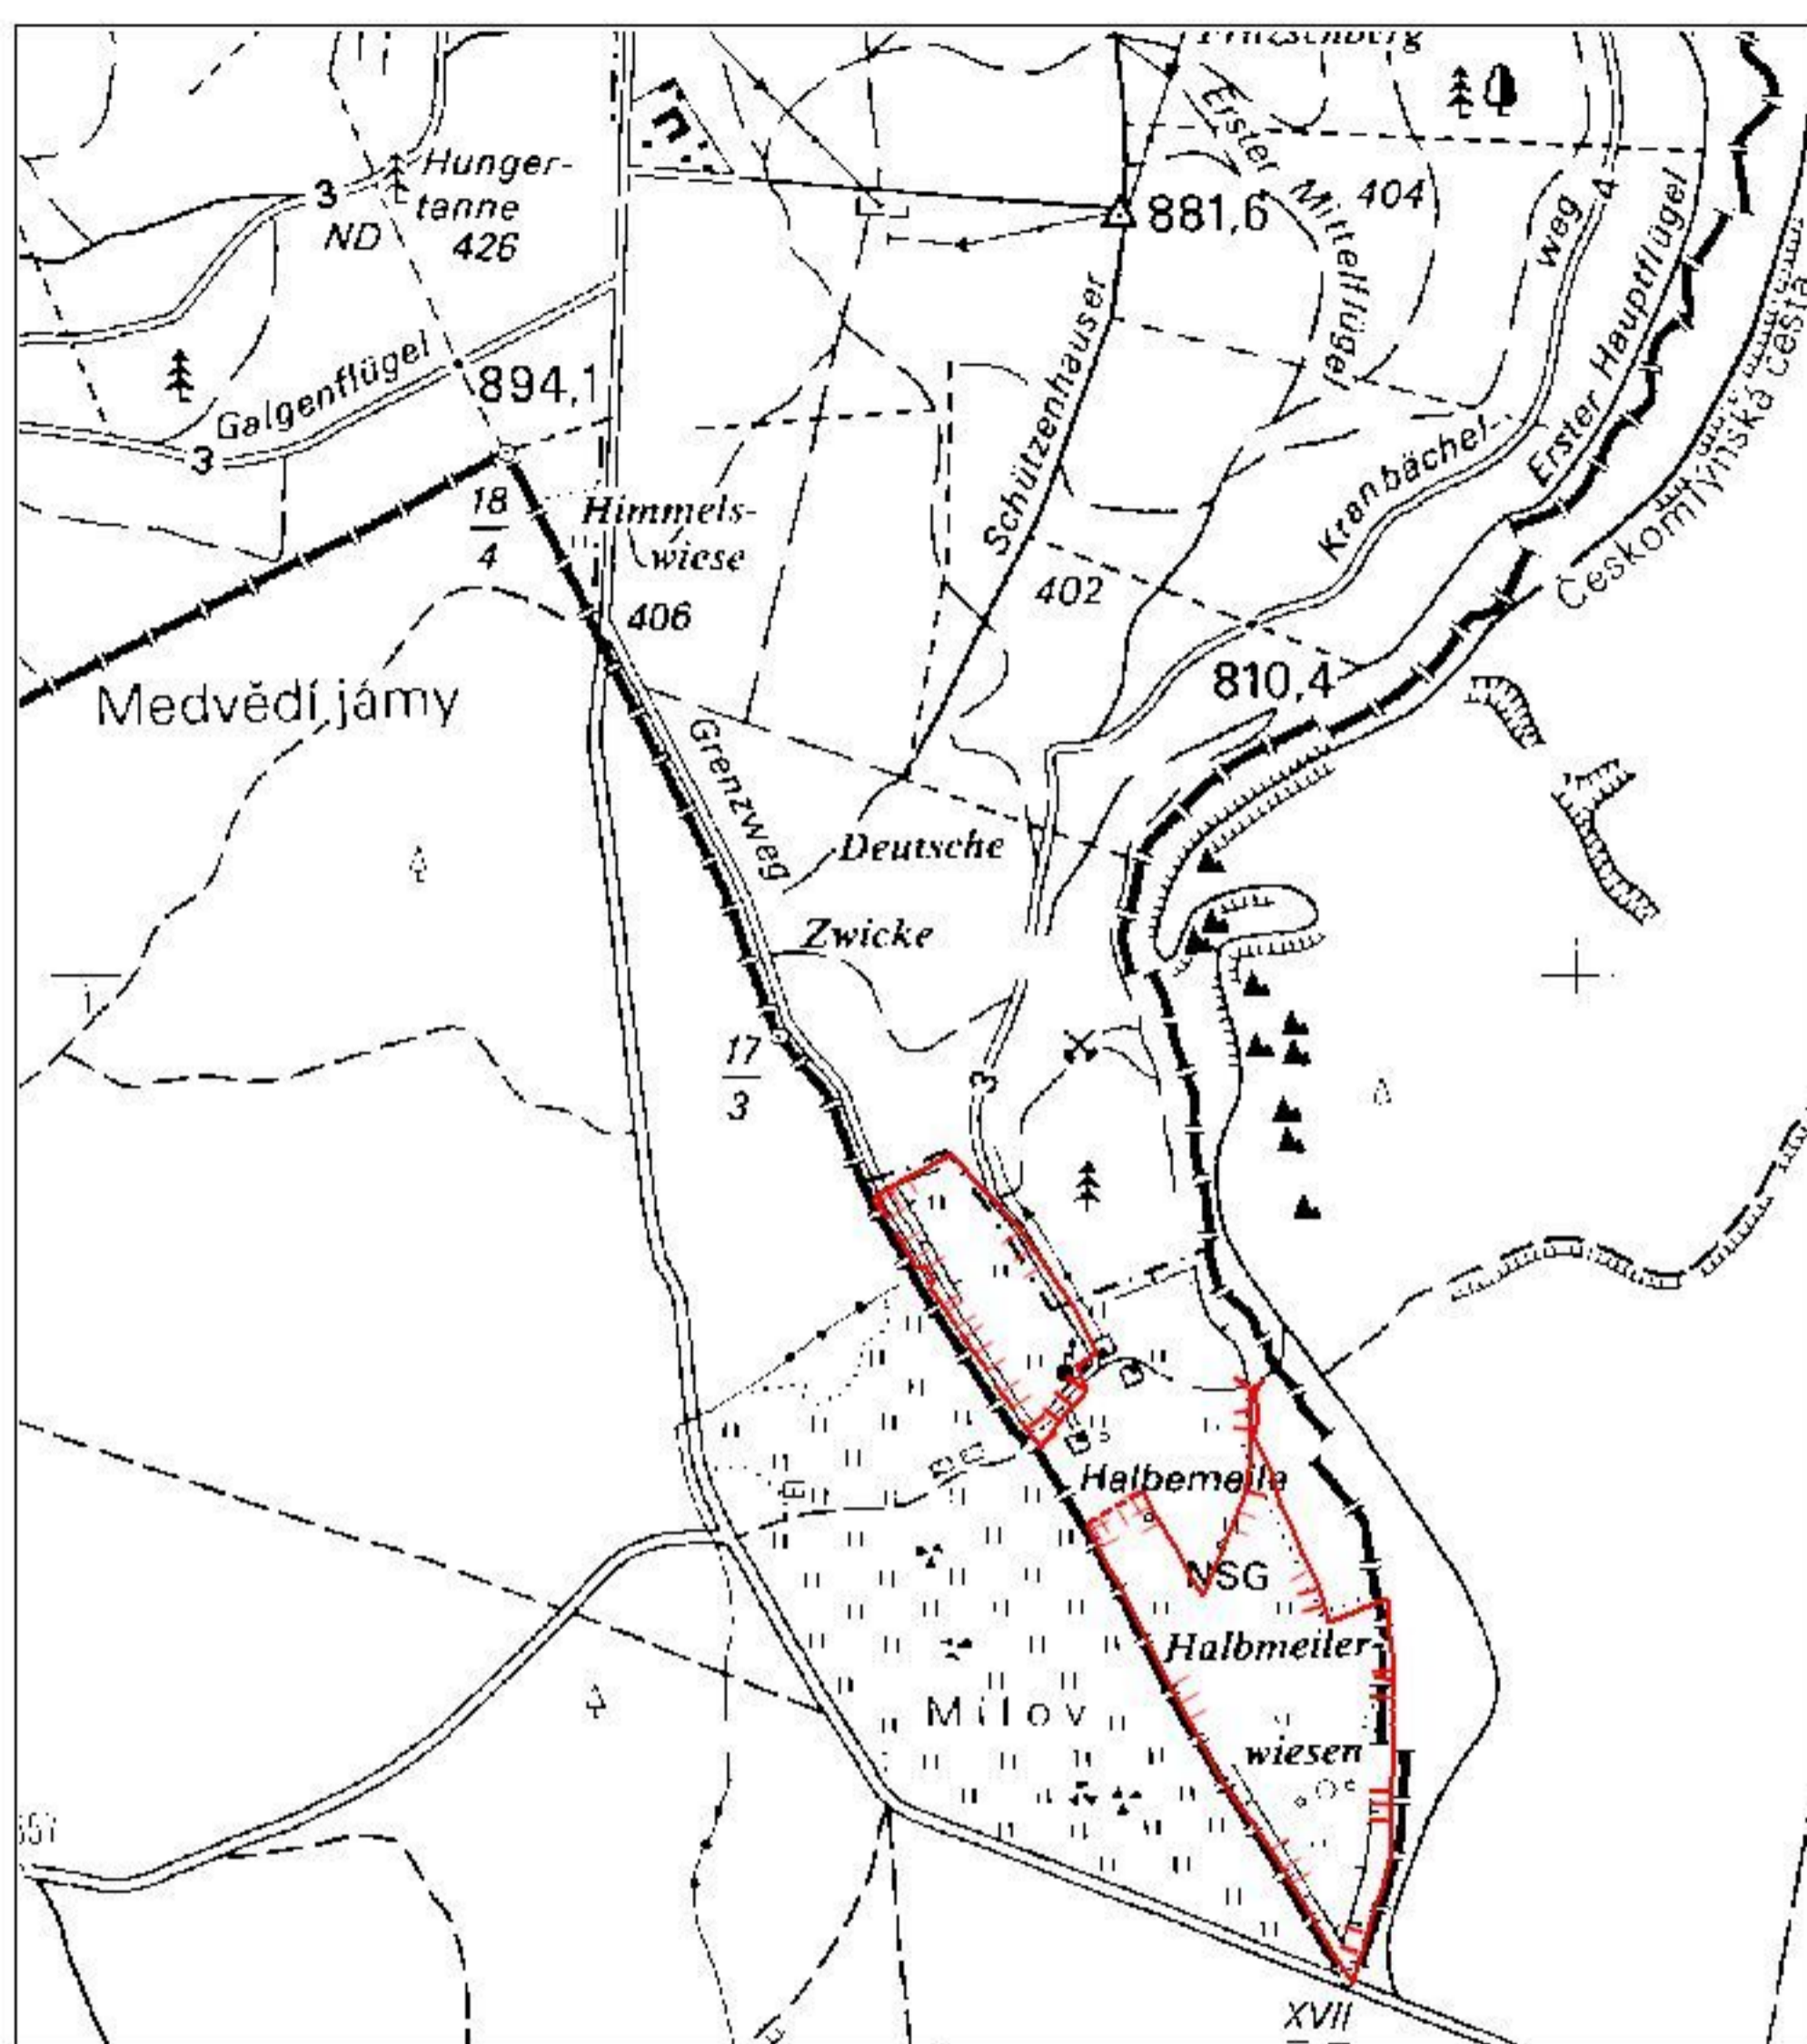 Fritzschberg
Erster Mittelflügel
404
Hunger-
tanne
ND
426
3
881,6
weg
4
Erster Hauptflügel
Českomlýnská cesta
Galgenflügel
894,1
3
Schützenhauser
18
4
Himmels-
wiese
406
402
Kranbächel-
810,4
Medvědí jámy
Grenzweg
Deutsche
Zwicke
17
3
3
Halbemeile
NSG
Halbmeiler-
wiesen
Milov
XVII